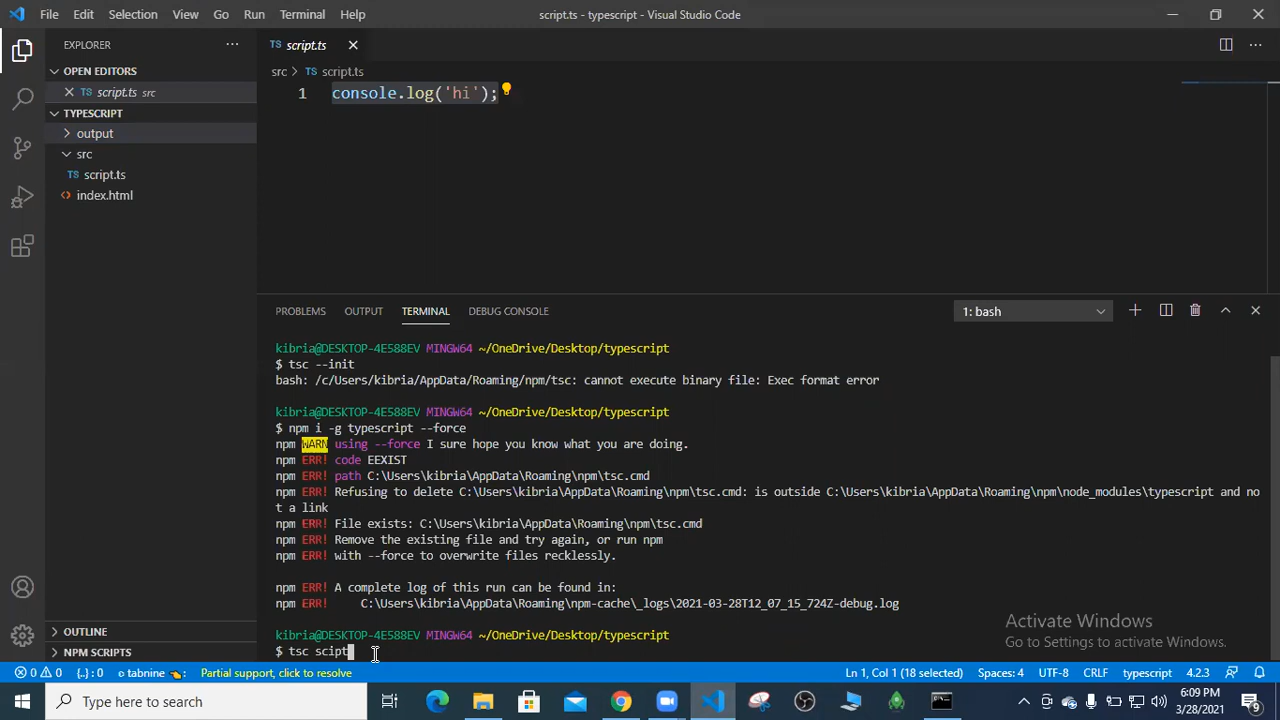 File Edit Selection View Go Run Terminal Help
script.ts - typescript - Visual Studio Code
EXPLORER
OPEN EDITORS
script.ts src
TYPESCRIPT
output
src
TS script.ts
index.html
OUTLINE
NPM SCRIPTS
TS script.ts
src > TS script.ts
1 console.log('hi');
PROBLEMS OUTPUT TERMINAL DEBUG CONSOLE
1: bash
kibria@DESKTOP-4E588EV MINGW64 ~/OneDrive/Desktop/typescript
$ tsc --init
bash: /c/Users/kibria/AppData/Roaming/npm/tsc: cannot execute binary file: Exec format error
kibria@DESKTOP-4E588EV MINGW64 ~/OneDrive/Desktop/typescript
$ npm i -g typescript --force
npm WARN using --force I sure hope you know what you are doing.
npm ERR! code EEXIST
npm ERR! path C:\Users\kibria\AppData\Roaming\npm\tsc.cmd
npm ERR! Refusing to delete C:\Users\kibria\AppData\Roaming\npm\tsc.cmd: is outside C:\Users\kibria\AppData\Roaming\npm\node_modules\typescript and no
t a link
npm ERR! File exists: C:\Users\kibria\AppData\Roaming\npm\tsc.cmd
npm ERR! Remove the existing file and try again, or run npm
npm ERR! with --force to overwrite files recklessly.
npm ERR! A complete log of this run can be found in:
npm ERR!     C:\Users\kibria\AppData\Roaming\npm-cache\_logs\2021-03-28T12_07_15_724Z-debug.log
kibria@DESKTOP-4E588EV MINGW64 ~/OneDrive/Desktop/typescript
$ tsc scipt
Activate Windows
Go to Settings to activate Windows.
0 0 {..}: 0 tabnine Partial support, click to resolve
Ln 1, Col 1 (18 selected) Spaces: 4 UTF-8 CRLF typescript 4.2.3
Type here to search
6:09 PM
3/28/2021
9